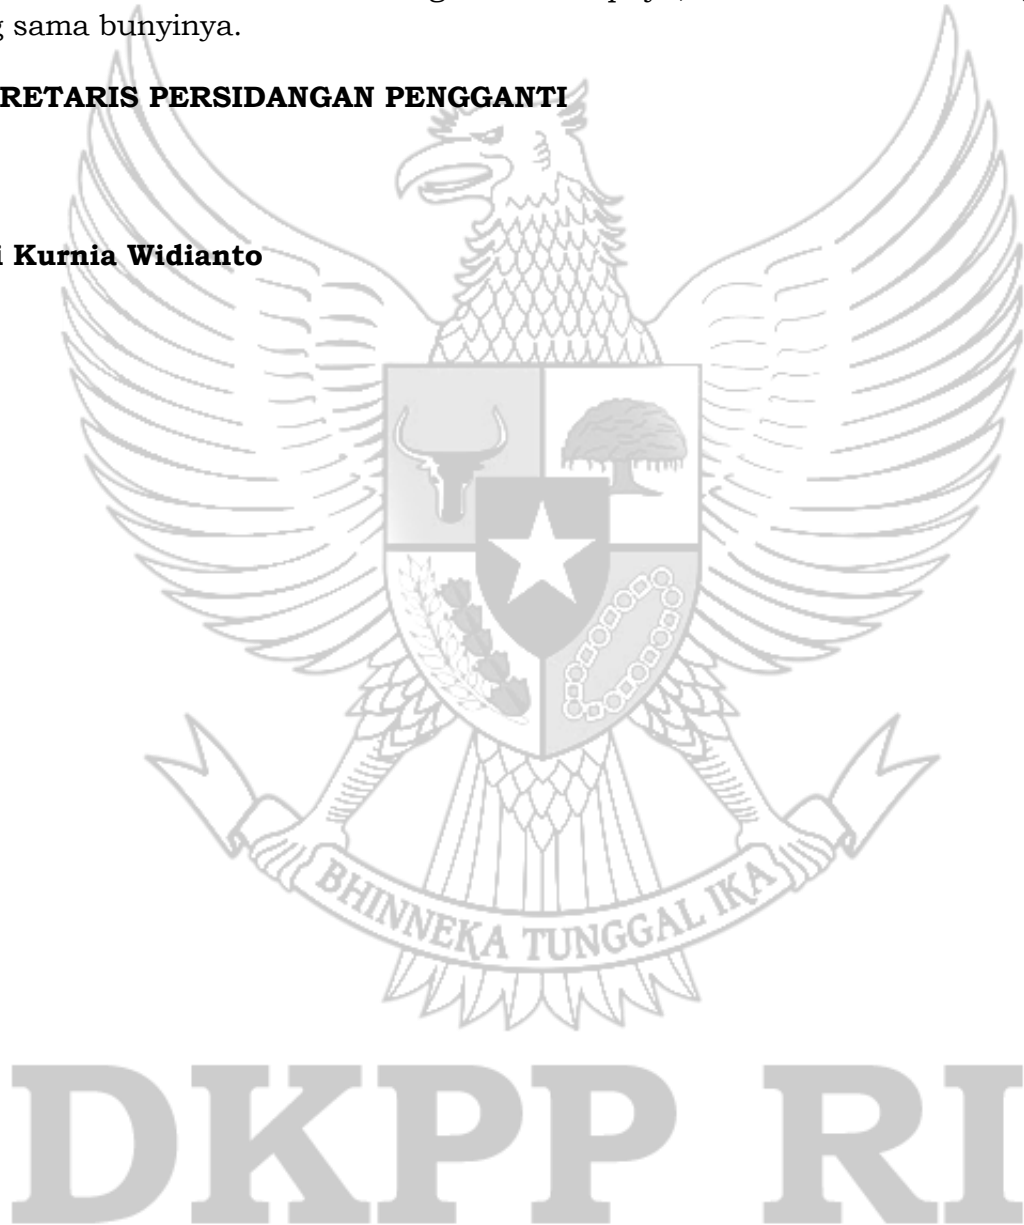 sama bunyinya.
RETARIS PERSIDANGAN PENGGANTI
i Kurnia Widianto
BHINNEKA TUNGGAL IKA
DKPP RI